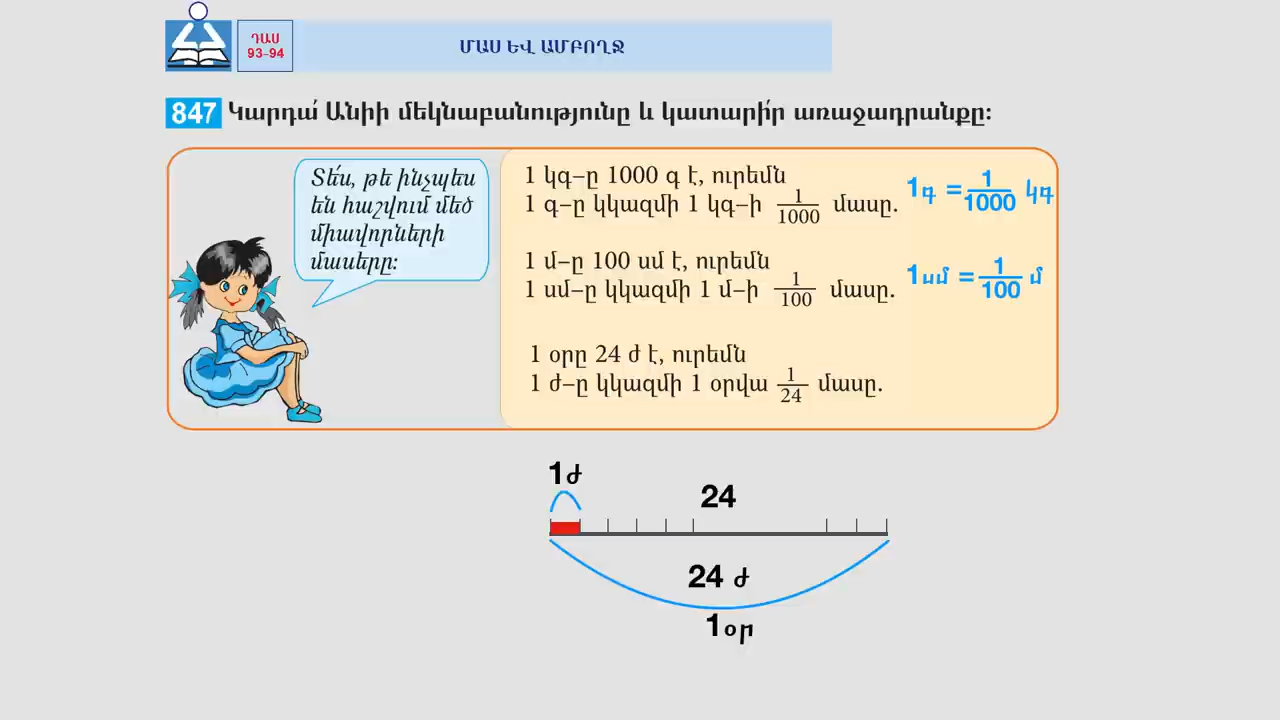 ԴԱՍ
93–94
ՄԱՍ ԵՎ ԱՄԲՈՂՋ
847 Կարդա՛ Անիի մեկնաբանությունը և կատարի՛ր առաջադրանքը։
Տե՛ս, թե ինչպես
են հաշվում մեծ
միավորների
մասերը։
1 կգ–ը 1000 գ է, ուրեմն
1 գ–ը կկազմի 1 կգ–ի 1/1000 մասը.
1գ = 1/1000 կգ
1 մ–ը 100 սմ է, ուրեմն
1 սմ–ը կկազմի 1 մ–ի 1/100 մասը.
1սմ = 1/100 մ
1 օրը 24 ժ է, ուրեմն
1 ժ–ը կկազմի 1 օրվա 1/24 մասը.
1ժ
24
24 ժ
1օր